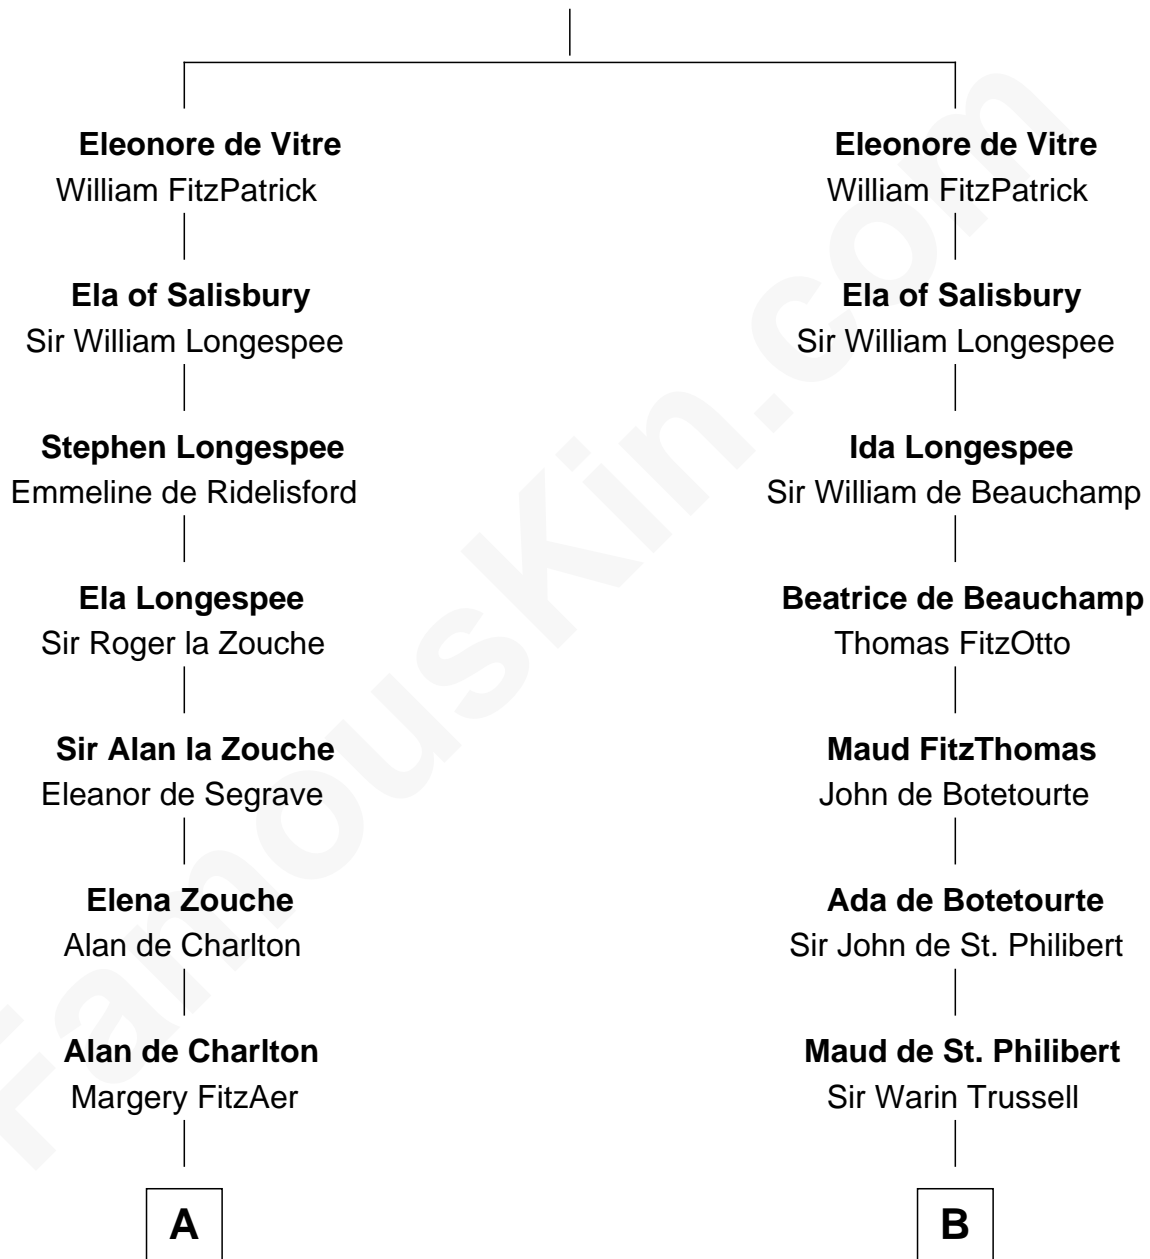 Eleonore de Vitre
William FitzPatrick
Ela of Salisbury
Sir William Longespee
Stephen Longespee
Emmeline de Ridelisford
Ela Longespee
Sir Roger la Zouche
Sir Alan la Zouche
Eleanor de Segrave
Elena Zouche
Alan de Charlton
Alan de Charlton
Margery FitzAer
A
Eleonore de Vitre
William FitzPatrick
Ela of Salisbury
Sir William Longespee
Ida Longespee
Sir William de Beauchamp
Beatrice de Beauchamp
Thomas FitzOtto
Maud FitzThomas
John de Botetourte
Ada de Botetourte
Sir John de St. Philibert
Maud de St. Philibert
Sir Warin Trussell
B
FamousKin.com